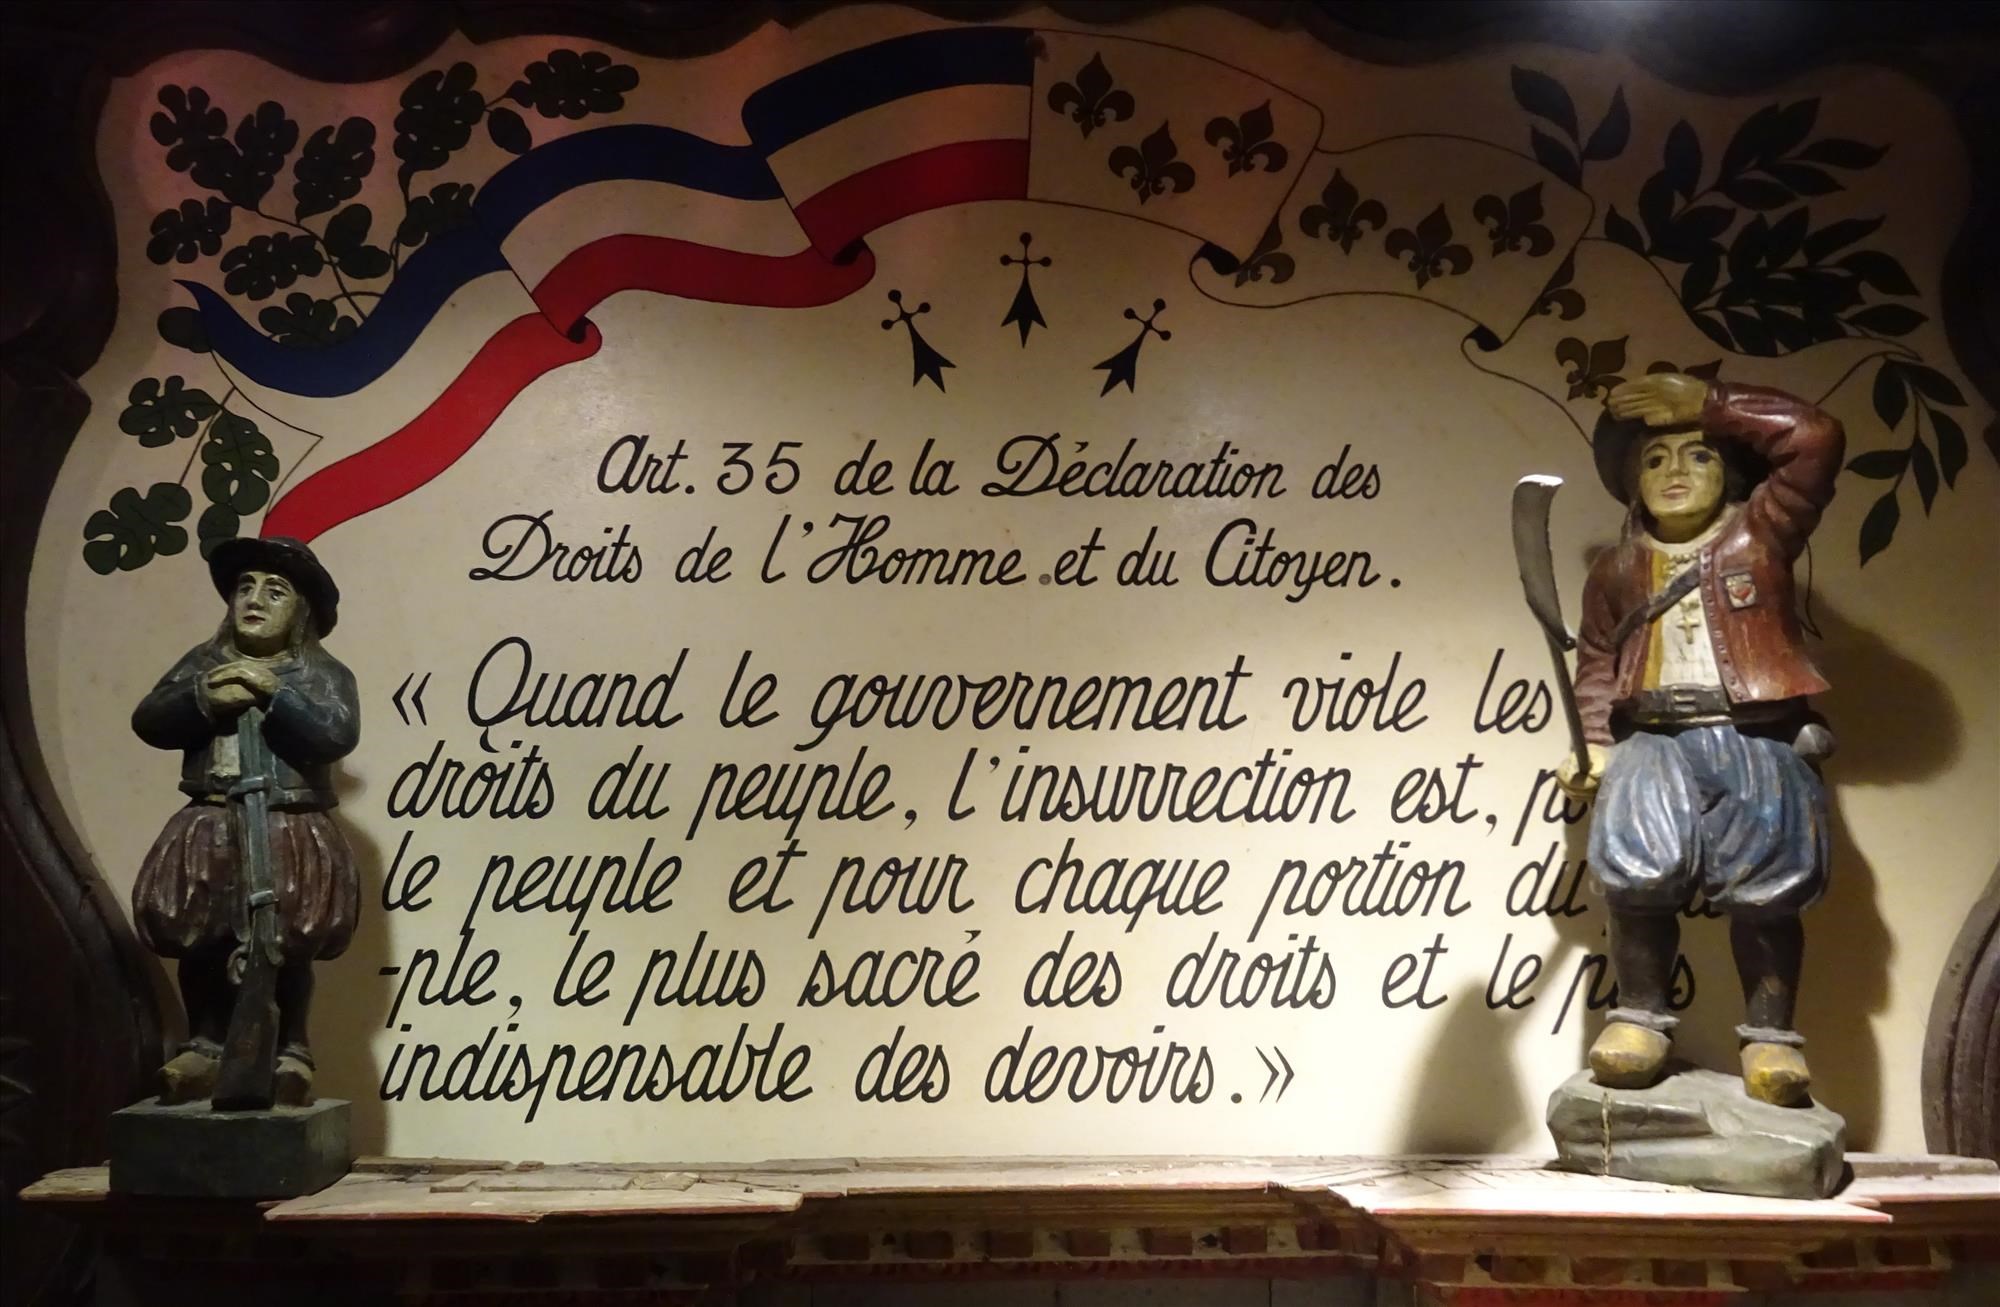 Art. 35 de la Déclaration des
Droits de l'Homme et du Citoyen.
« Quand le gouvernement viole les
droits du peuple, l'insurrection est,
le peuple et pour chaque portion du
-ple, le plus sacré des droits et le plus
indispensable des devoirs. »